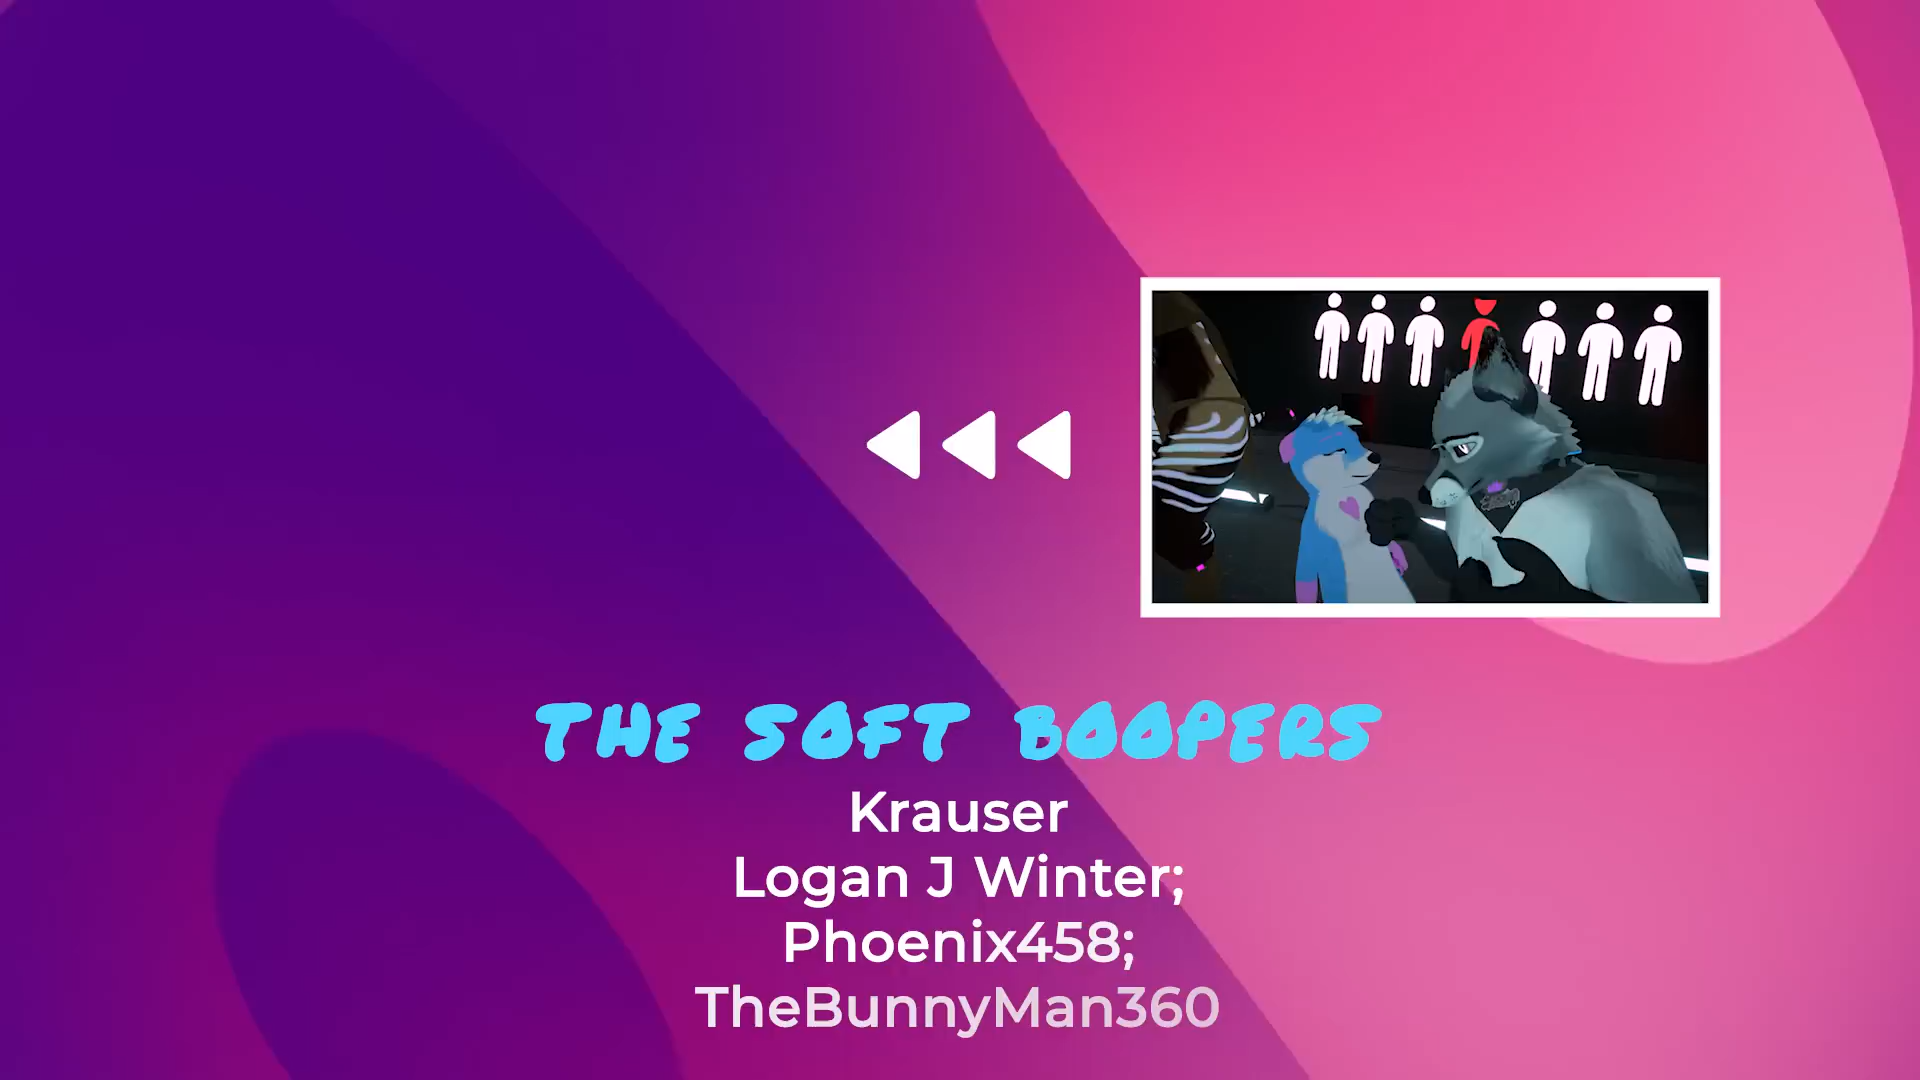 THE SOFT BOOPERS
Krauser
Logan J Winter;
Phoenix458;
TheBunnyMan360